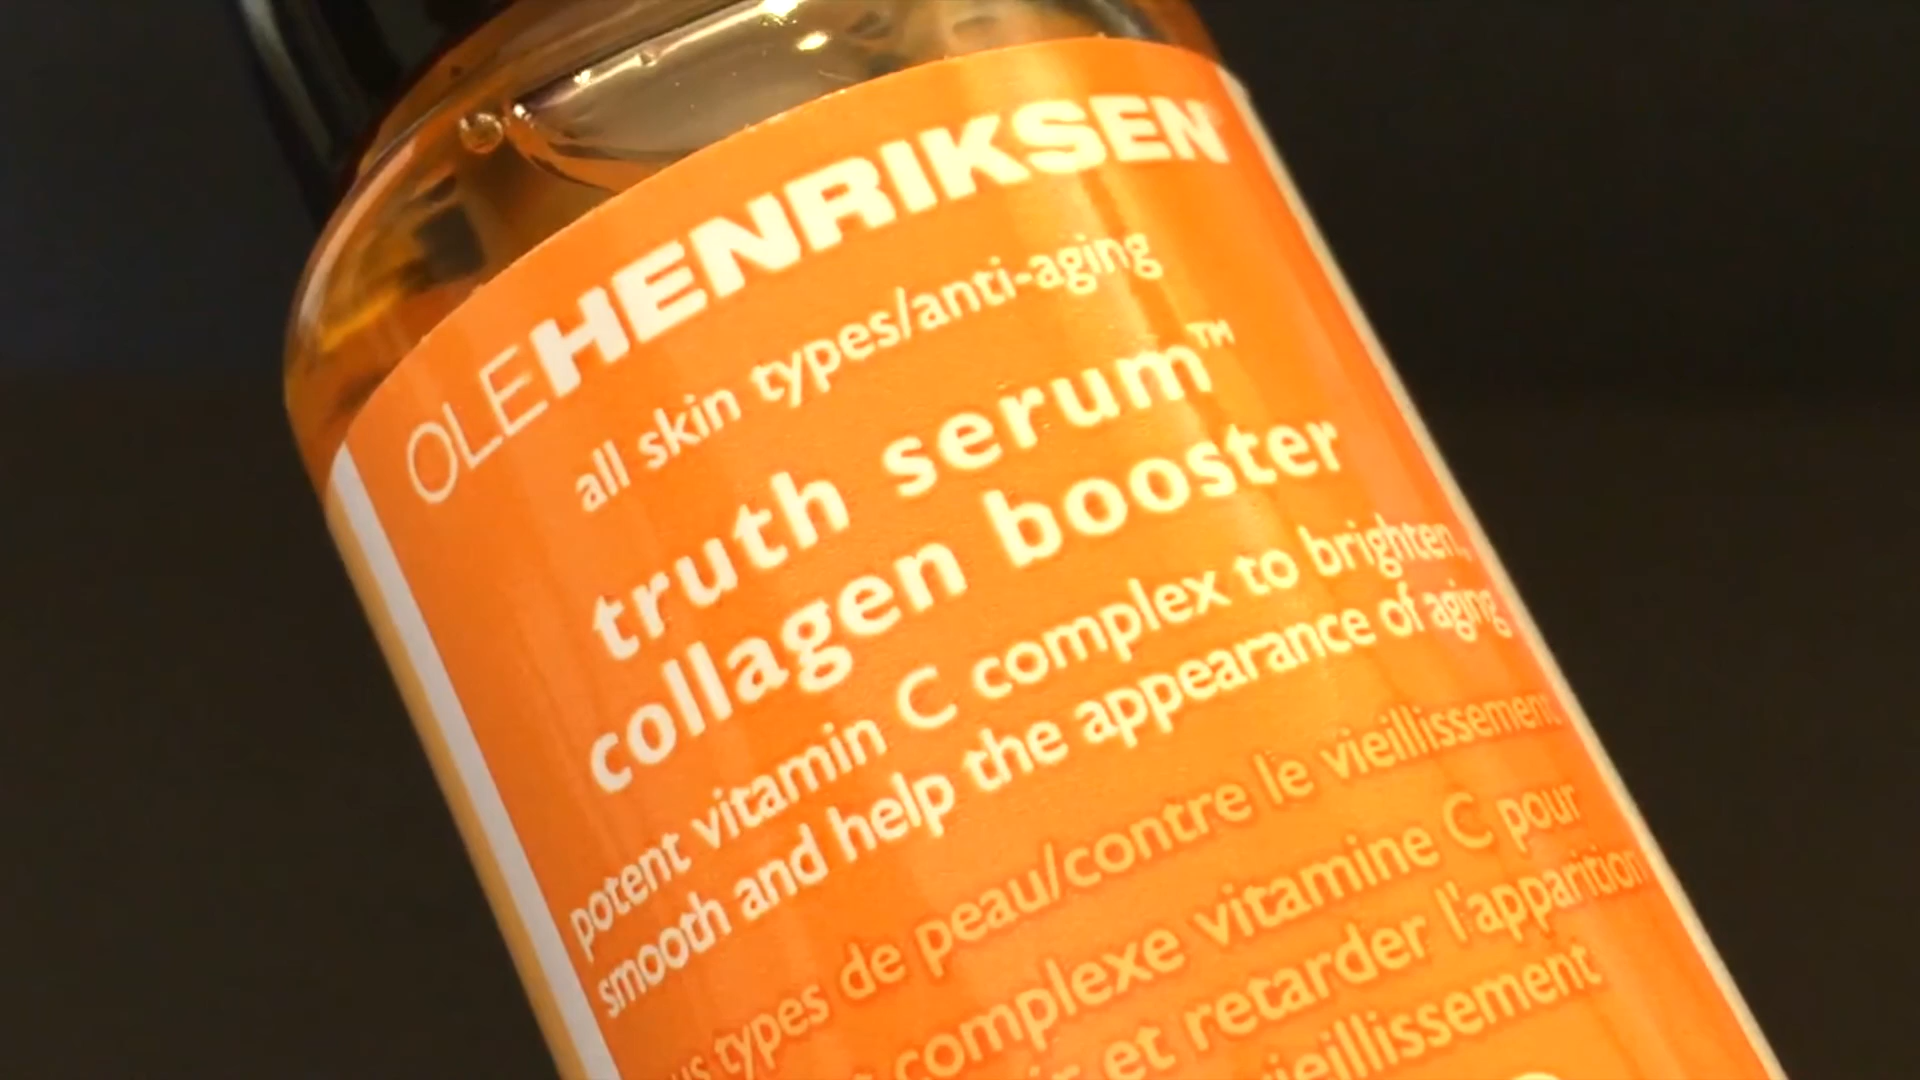 OLEHENRIKSEN
all skin types/anti-aging
truth serum™
collagen booster
potent vitamin C complex to brighten,
smooth and help the appearance of aging
types de peau/contre le vieillissement
complexe vitamine C pour
et retarder l'apparition
vieillissement